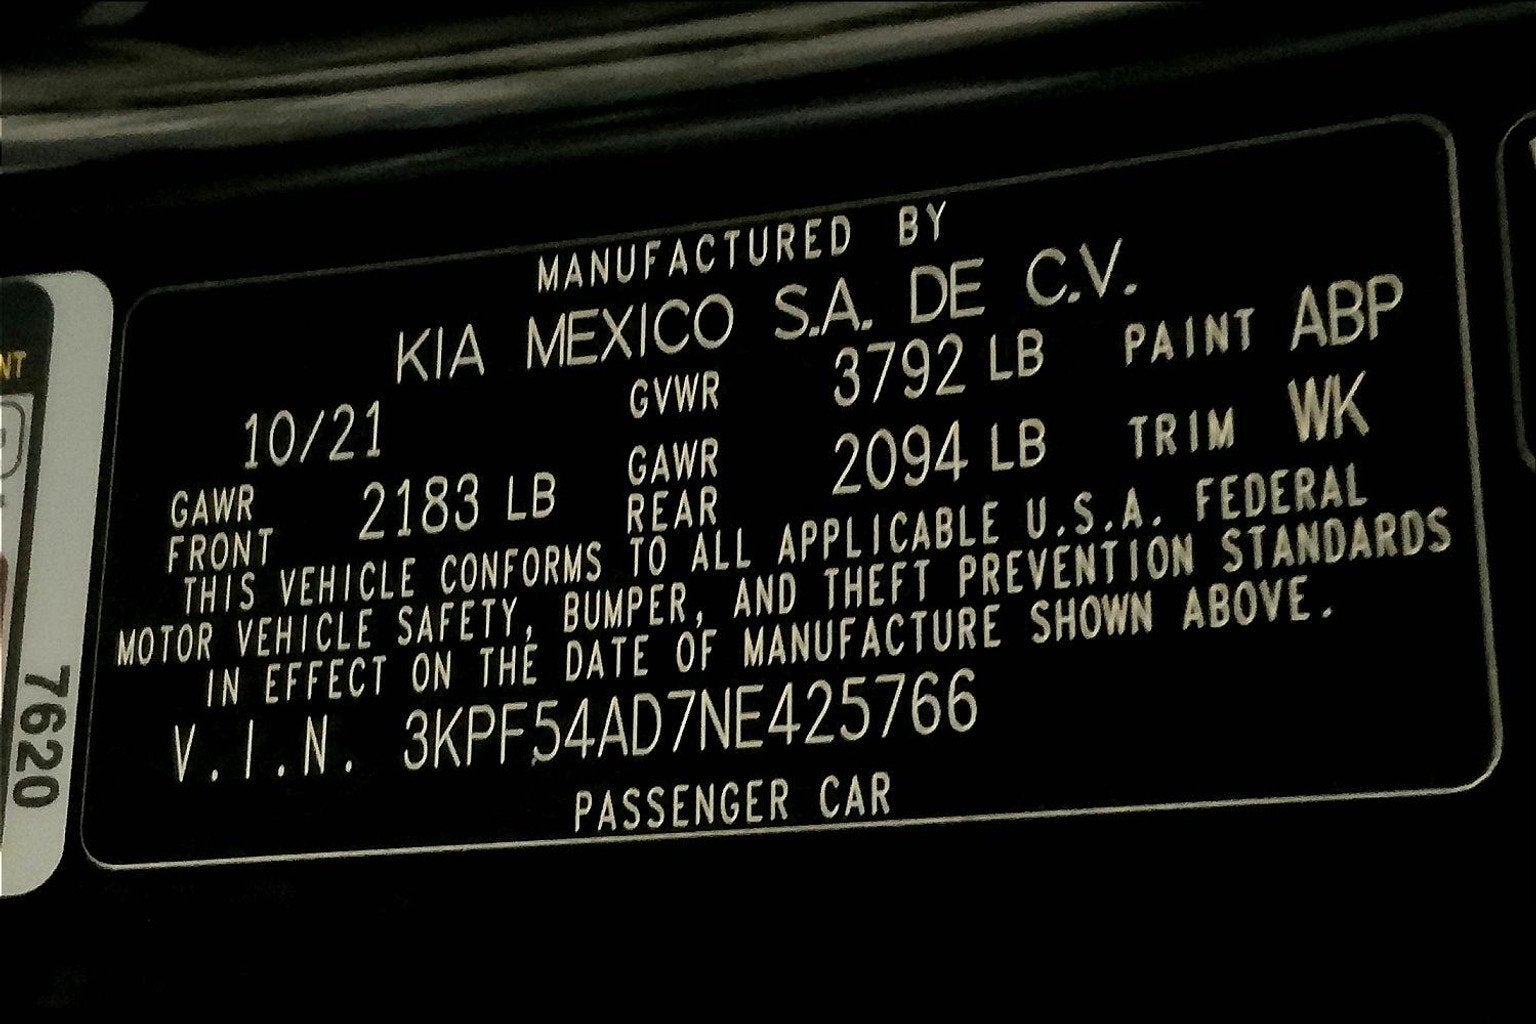 MANUFACTURED BY
KIA MEXICO S.A. DE C.V.
10/21 GVWR 3792 LB PAINT ABP
GAWR FRONT 2183 LB GAWR REAR 2094 LB TRIM WK
THIS VEHICLE CONFORMS TO ALL APPLICABLE U.S.A. FEDERAL
MOTOR VEHICLE SAFETY, BUMPER, AND THEFT PREVENTION STANDARDS
IN EFFECT ON THE DATE OF MANUFACTURE SHOWN ABOVE.
V.I.N. 3KPF54AD7NE425766
PASSENGER CAR
7620